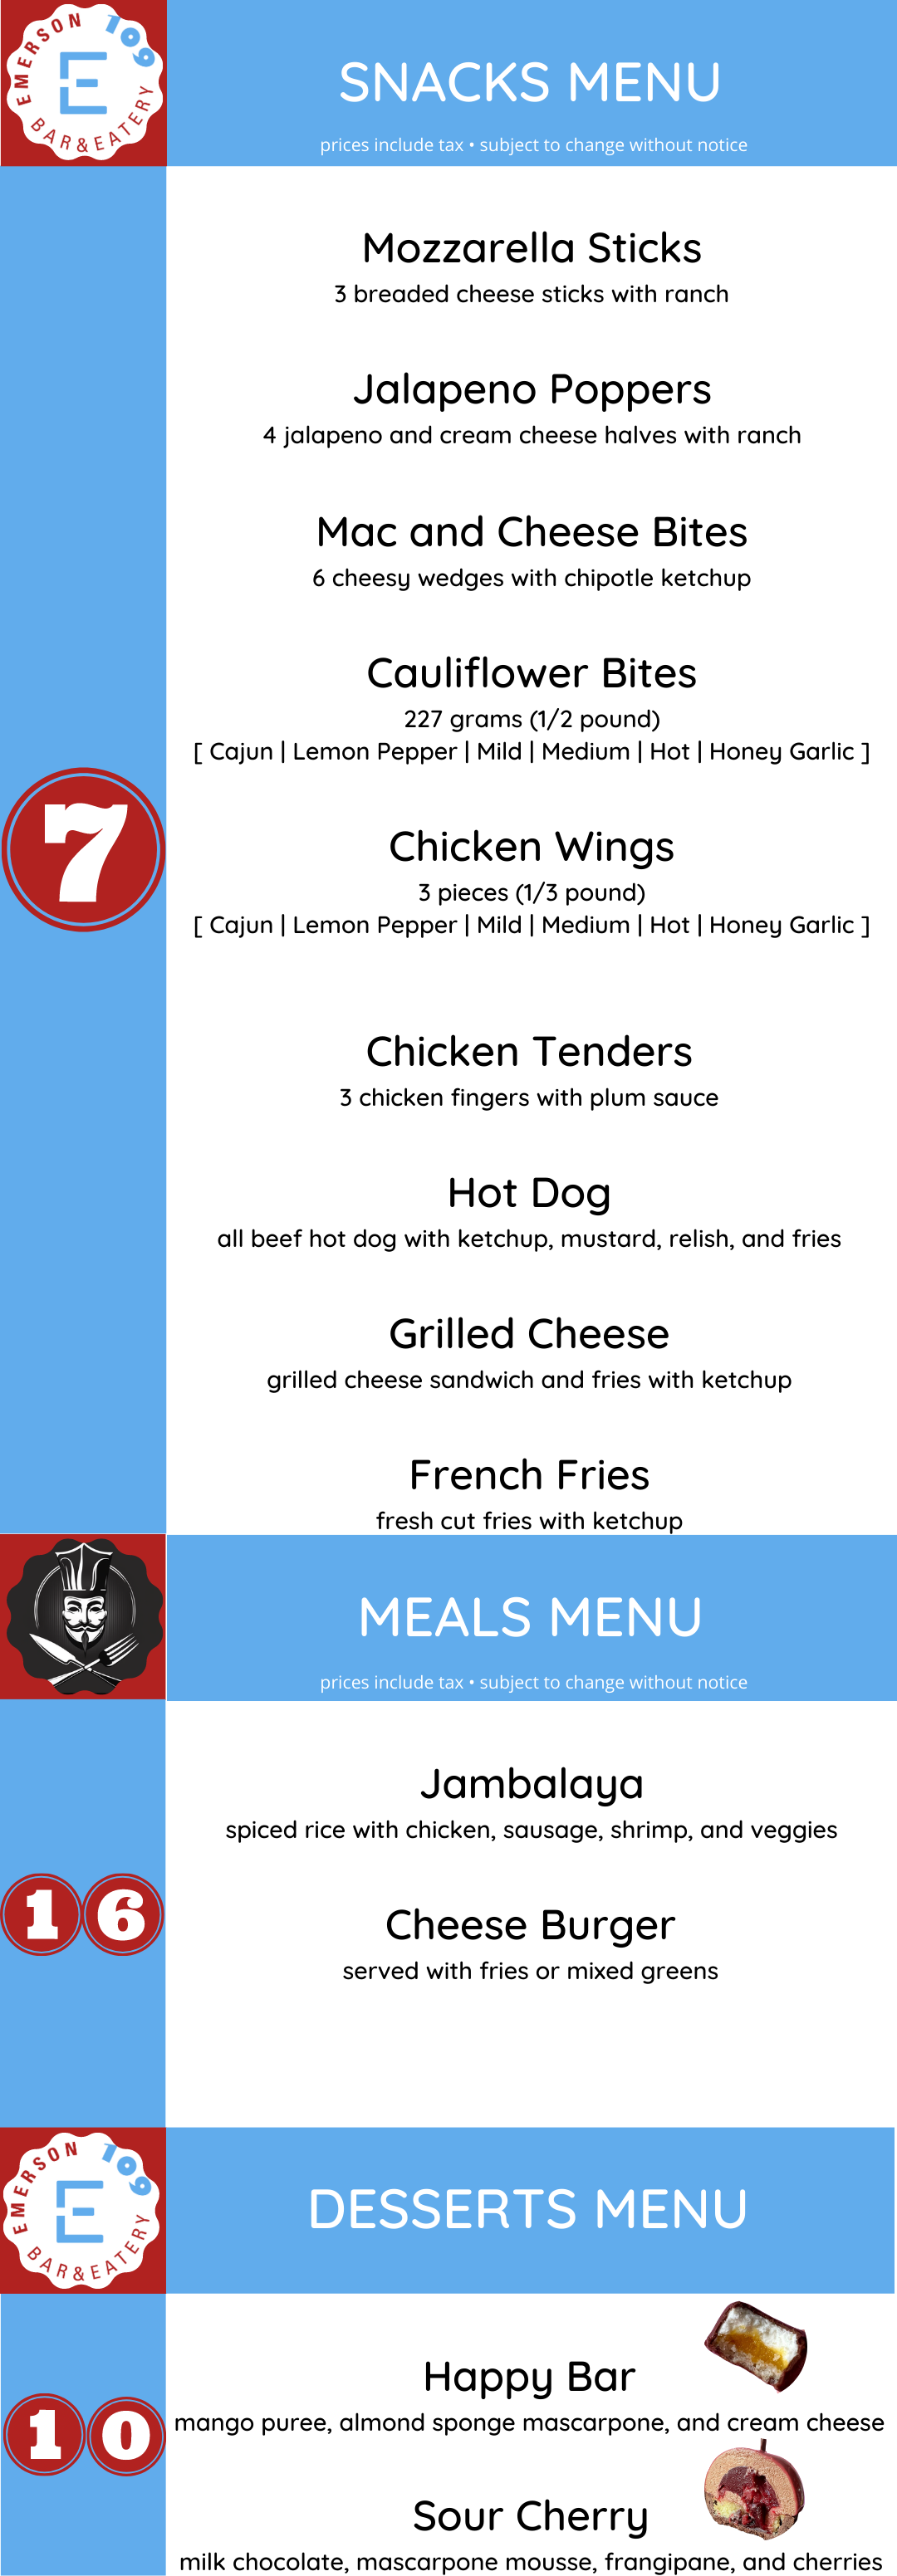 EMERSON 109
E
BAR & EATERY
SNACKS MENU
prices include tax • subject to change without notice
Mozzarella Sticks
3 breaded cheese sticks with ranch
Jalapeno Poppers
4 jalapeno and cream cheese halves with ranch
Mac and Cheese Bites
6 cheesy wedges with chipotle ketchup
Cauliflower Bites
227 grams (1/2 pound)
[ Cajun | Lemon Pepper | Mild | Medium | Hot | Honey Garlic ]
7
Chicken Wings
3 pieces (1/3 pound)
[ Cajun | Lemon Pepper | Mild | Medium | Hot | Honey Garlic ]
Chicken Tenders
3 chicken fingers with plum sauce
Hot Dog
all beef hot dog with ketchup, mustard, relish, and fries
Grilled Cheese
grilled cheese sandwich and fries with ketchup
French Fries
fresh cut fries with ketchup
MEALS MENU
prices include tax • subject to change without notice
Jambalaya
spiced rice with chicken, sausage, shrimp, and veggies
16
Cheese Burger
served with fries or mixed greens
EMERSON 109
E
BAR & EATERY
DESSERTS MENU
Happy Bar
mango puree, almond sponge mascarpone, and cream cheese
10
Sour Cherry
milk chocolate, mascarpone mousse, frangipane, and cherries